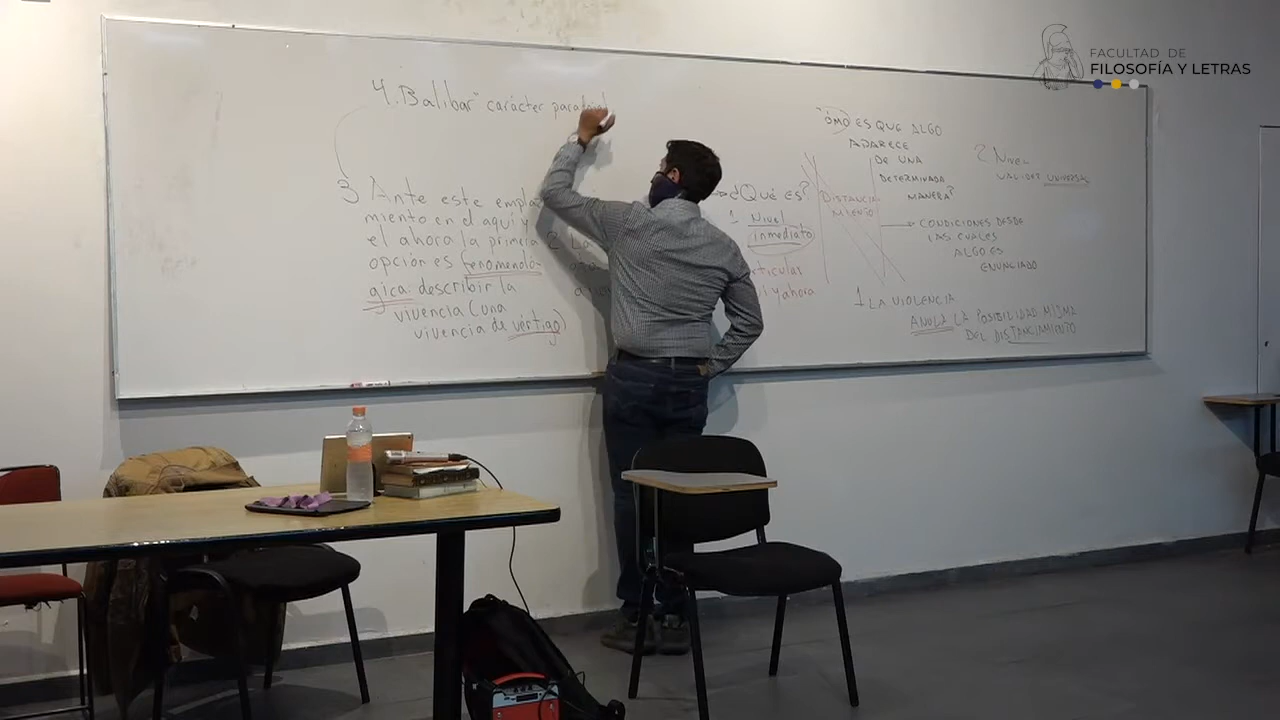 FACULTAD DE
FILOSOFÍA Y LETRAS
4. Balibar" carácter
3 Ante este
miento en el aquí y
el ahora la primera
opción es fenomenoló-
gica: describir la
vivencia (una
vivencia de vértigo)
2 La
¿Qué es?
1 Nivel
inmediato
ahora
DISTANCIA
MIENTO
ES QUE ALGO
APARECE
DE UNA
DETERMINADA
MANERA?
CONDICIONES DESDE
LAS CUALES
ALGO ES
ENUNCIADO
2 Nivel
UNIVERSAL
1 LA VIOLENCIA
ANULA LA POSIBILIDAD MISMA
DEL DISTANCIAMIENTO